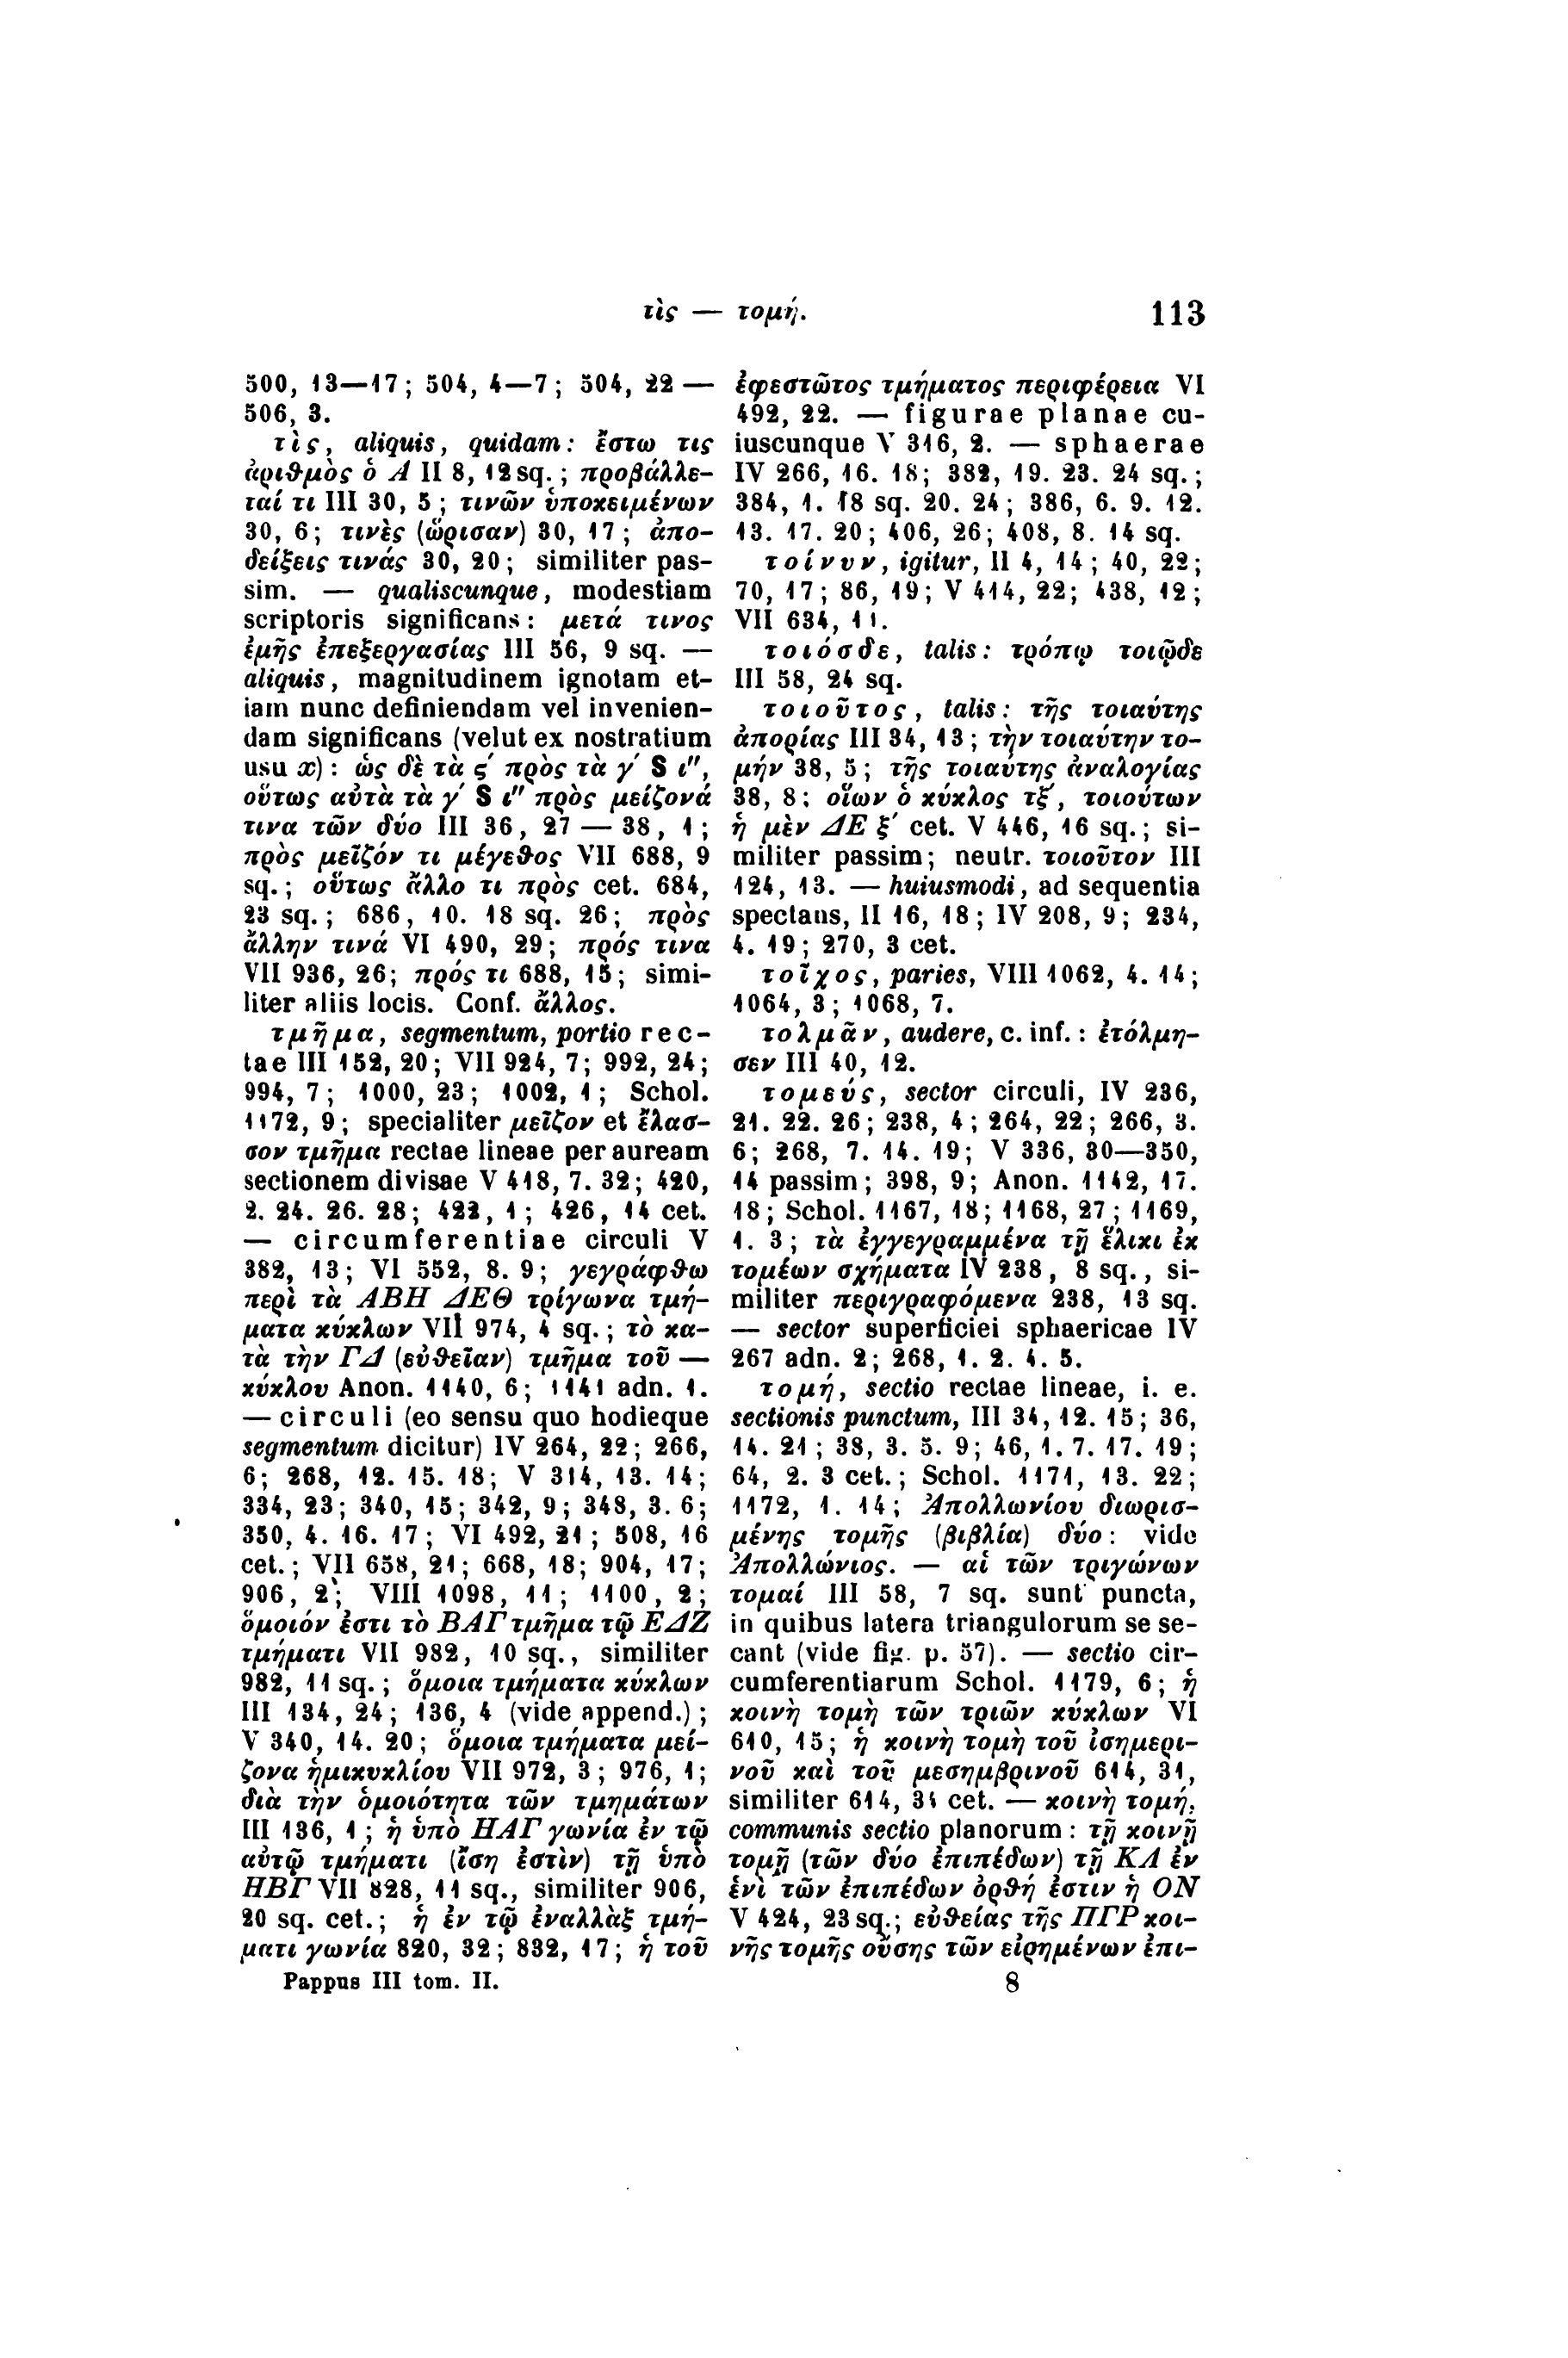 τὶς — τομή. 113
500, 13—17; 504, 4—7; 504, 22 —
506, 3.
τὶς, aliquis, quidam: ἔστω τις
ἀριθμὸς ὁ Α II 8, 12 sq.; προβάλλε-
ταί τι III 30, 5; τινῶν ὑποκειμένων
30, 6; τινὲς (ὥρισαν) 30, 17; ἀπο-
δείξεις τινάς 30, 20; similiter pas-
sim. — qualiscunque, modestiam
scriptoris significans: μετά τινος
ἐμῆς ἐπεξεργασίας III 56, 9 sq. —
aliquis, magnitudinem ignotam et-
iam nunc definiendam vel invenien-
dam significans (velut ex nostratium
usu x): ὡς δὲ τὰ ϛ′ πρὸς τὰ γ′ S ι″,
οὕτως αὐτὰ τὰ γ′ S ι″ πρὸς μείζονά
τινα τῶν δύο III 36, 27 — 38, 1;
πρὸς μεῖζόν τι μέγεθος VII 688, 9
sq.; οὕτως ἄλλο τι πρὸς cet. 684,
23 sq.; 686, 10. 18 sq. 26; πρὸς
ἄλλην τινά VI 490, 29; πρός τινα
VII 936, 26; πρός τι 688, 15; simi-
liter aliis locis. Conf. ἄλλος.
τμῆμα, segmentum, portio rec-
tae III 152, 20; VII 924, 7; 992, 24;
994, 7; 1000, 23; 1002, 1; Schol.
1172, 9; specialiter μεῖζον et ἔλασ-
σον τμῆμα rectae lineae per auream
sectionem divisae V 418, 7. 32; 420,
2. 24. 26. 28; 422, 1; 426, 14 cet.
— circumferentiae circuli V
382, 13; VI 552, 8. 9; γεγράφθω
περὶ τὰ ΑΒΗ ΔΕΘ τρίγωνα τμή-
ματα κύκλων VII 974, 4 sq.; τὸ κα-
τὰ τὴν ΓΔ (εὐθεῖαν) τμῆμα τοῦ —
κύκλου Anon. 1140, 6; 1141 adn. 1.
— circuli (eo sensu quo hodieque
segmentum dicitur) IV 264, 22; 266,
6; 268, 12. 15. 18; V 314, 13. 14;
334, 23; 340, 15; 342, 9; 348, 3. 6;
350, 4. 16. 17; VI 492, 21; 508, 16
cet.; VII 658, 21; 668, 18; 904, 17;
906, 2; VIII 1098, 11; 1100, 2;
ὅμοιόν ἐστι τὸ ΒΑΓ τμῆμα τῷ ΕΔΖ
τμήματι VII 982, 10 sq., similiter
982, 11 sq.; ὅμοια τμήματα κύκλων
III 134, 24; 136, 4 (vide append.);
V 340, 14. 20; ὅμοια τμήματα μεί-
ζονα ἡμικυκλίου VII 972, 3; 976, 1;
διὰ τὴν ὁμοιότητα τῶν τμημάτων
III 136, 1; ἡ ὑπὸ ΗΑΓ γωνία ἐν τῷ
αὐτῷ τμήματι (ἴση ἐστὶν) τῇ ὑπὸ
ΗΒΓ VII 828, 11 sq., similiter 906,
20 sq. cet.; ἡ ἐν τῷ ἐναλλὰξ τμή-
ματι γωνία 820, 32; 832, 17; ἡ τοῦ
ἐφεστῶτος τμήματος περιφέρεια VI
492, 22. — figurae planae cu-
iuscunque V 316, 2. — sphaerae
IV 266, 16. 18; 382, 19. 23. 24 sq.;
384, 1. 18 sq. 20. 24; 386, 6. 9. 12.
13. 17. 20; 406, 26; 408, 8. 14 sq.
τοίνυν, igitur, II 4, 14; 40, 22;
70, 17; 86, 19; V 414, 22; 438, 12;
VII 634, 11.
τοιόσδε, talis: τρόπῳ τοιῷδε
III 58, 24 sq.
τοιοῦτος, talis: τῆς τοιαύτης
ἀπορίας III 34, 13; τὴν τοιαύτην το-
μήν 38, 5; τῆς τοιαύτης ἀναλογίας
38, 8; οἵων ὁ κύκλος τξ′, τοιούτων
ἡ μὲν ΔΕ ξ′ cet. V 446, 16 sq.; si-
militer passim; neutr. τοιοῦτον III
124, 13. — huiusmodi, ad sequentia
spectans, II 16, 18; IV 208, 9; 234,
4. 19; 270, 3 cet.
τοῖχος, paries, VIII 1062, 4. 14;
1064, 3; 1068, 7.
τολμᾶν, audere, c. inf.: ἐτόλμη-
σεν III 40, 12.
τομεύς, sector circuli, IV 236,
21. 22. 26; 238, 4; 264, 22; 266, 3.
6; 268, 7. 14. 19; V 336, 30—350,
14 passim; 398, 9; Anon. 1142, 17.
18; Schol. 1167, 18; 1168, 27; 1169,
1. 3; τὰ ἐγγεγραμμένα τῇ ἕλικι ἐκ
τομέων σχήματα IV 238, 8 sq., si-
militer περιγραφόμενα 238, 13 sq.
— sector superficiei sphaericae IV
267 adn. 2; 268, 1. 2. 4. 5.
τομή, sectio rectae lineae, i. e.
sectionis punctum, III 34, 12. 15; 36,
14. 21; 38, 3. 5. 9; 46, 1. 7. 17. 19;
64, 2. 3 cet.; Schol. 1171, 13. 22;
1172, 1. 14; Ἀπολλωνίου διωρισ-
μένης τομῆς (βιβλία) δύο: vide
Ἀπολλώνιος. — αἱ τῶν τριγώνων
τομαί III 58, 7 sq. sunt puncta,
in quibus latera triangulorum se se-
cant (vide fig. p. 57). — sectio cir-
cumferentiarum Schol. 1179, 6; ἡ
κοινὴ τομὴ τῶν τριῶν κύκλων VI
610, 15; ἡ κοινὴ τομὴ τοῦ ἰσημερι-
νοῦ καὶ τοῦ μεσημβρινοῦ 614, 31,
similiter 614, 34 cet. — κοινὴ τομή,
communis sectio planorum: τῇ κοινῇ
τομῇ (τῶν δύο ἐπιπέδων) τῇ ΚΛ ἐν
ἑνὶ τῶν ἐπιπέδων ὀρθή ἐστιν ἡ ΟΝ
V 424, 23 sq.; εὐθείας τῆς ΠΓΡ κοι-
νῆς τομῆς οὔσης τῶν εἰρημένων ἐπι-
Pappus III tom. II. 8